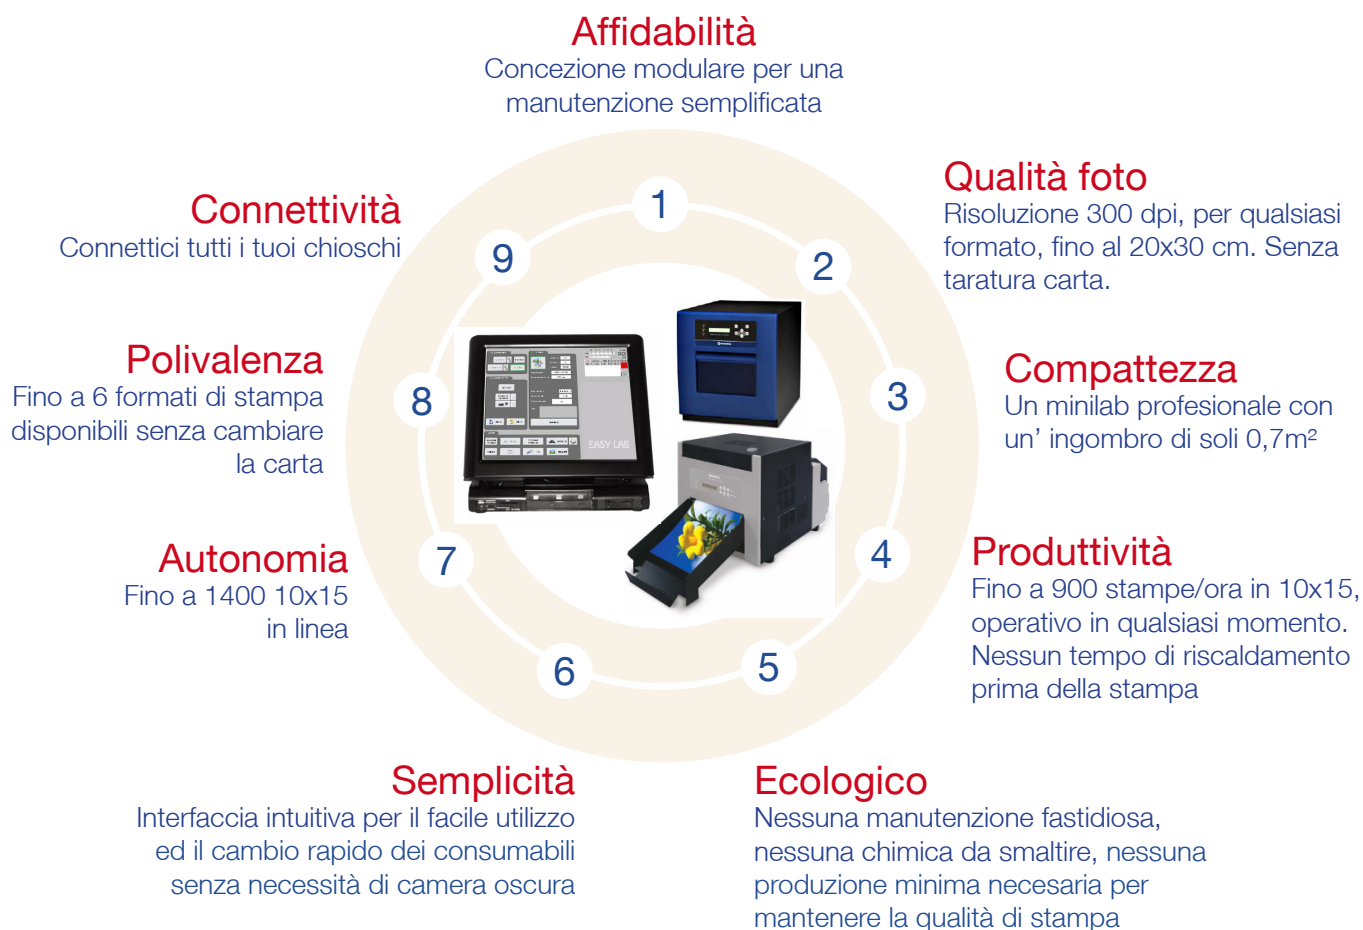 Affidabilità
Concezione modulare per una
manutenzione semplificata
1
Qualità foto
Risoluzione 300 dpi, per qualsiasi
formato, fino al 20x30 cm. Senza
taratura carta.
2
Compattezza
Un minilab profesionale con
un’ ingombro di soli 0,7m²
3
Produttività
Fino a 900 stampe/ora in 10x15,
operativo in qualsiasi momento.
Nessun tempo di riscaldamento
prima della stampa
4
Ecologico
Nessuna manutenzione fastidiosa,
nessuna chimica da smaltire, nessuna
produzione minima necesaria per
mantenere la qualità di stampa
5
Semplicità
Interfaccia intuitiva per il facile utilizzo
ed il cambio rapido dei consumabili
senza necessità di camera oscura
6
Autonomia
Fino a 1400 10x15
in linea
7
Polivalenza
Fino a 6 formati di stampa
disponibili senza cambiare
la carta
8
Connettività
Connettici tutti i tuoi chioschi
9
EASY LAB